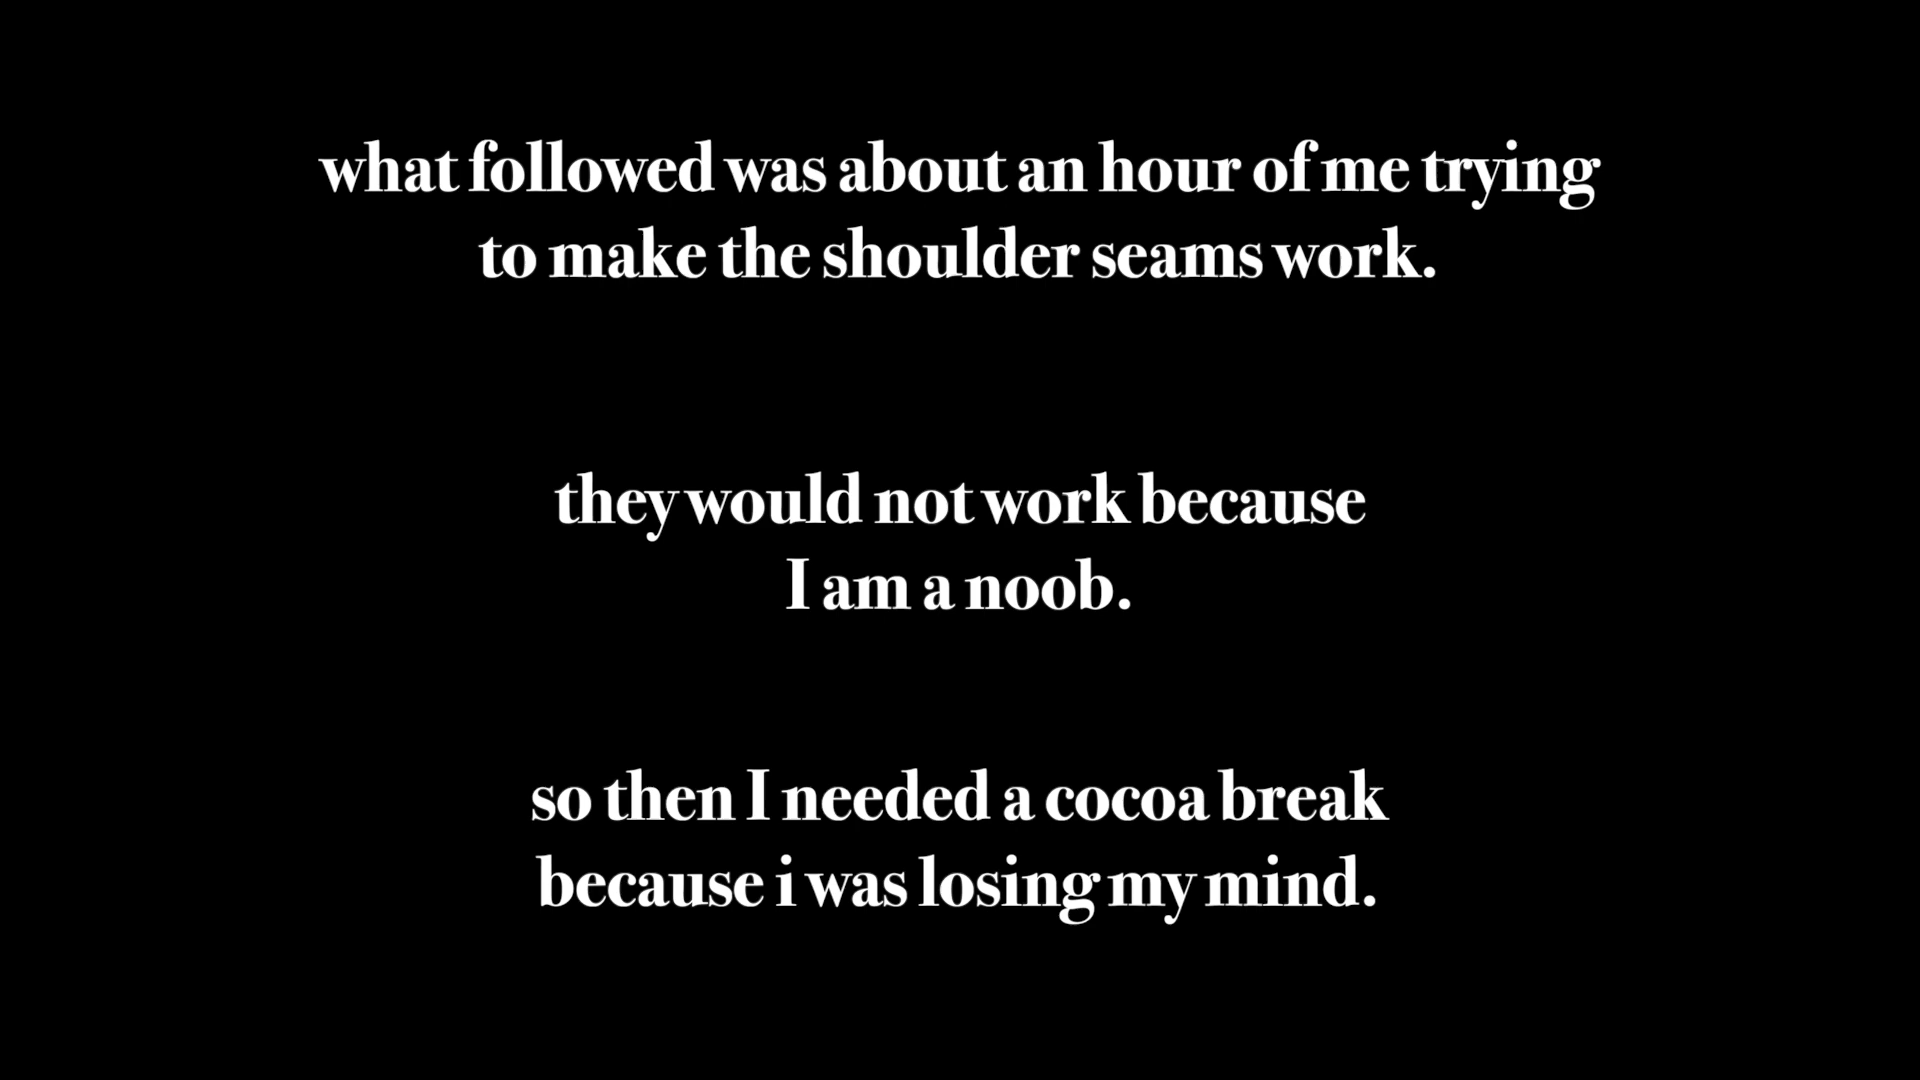 what followed was about an hour of me trying
to make the shoulder seams work.
they would not work because
I am a noob.
so then I needed a cocoa break
because i was losing my mind.